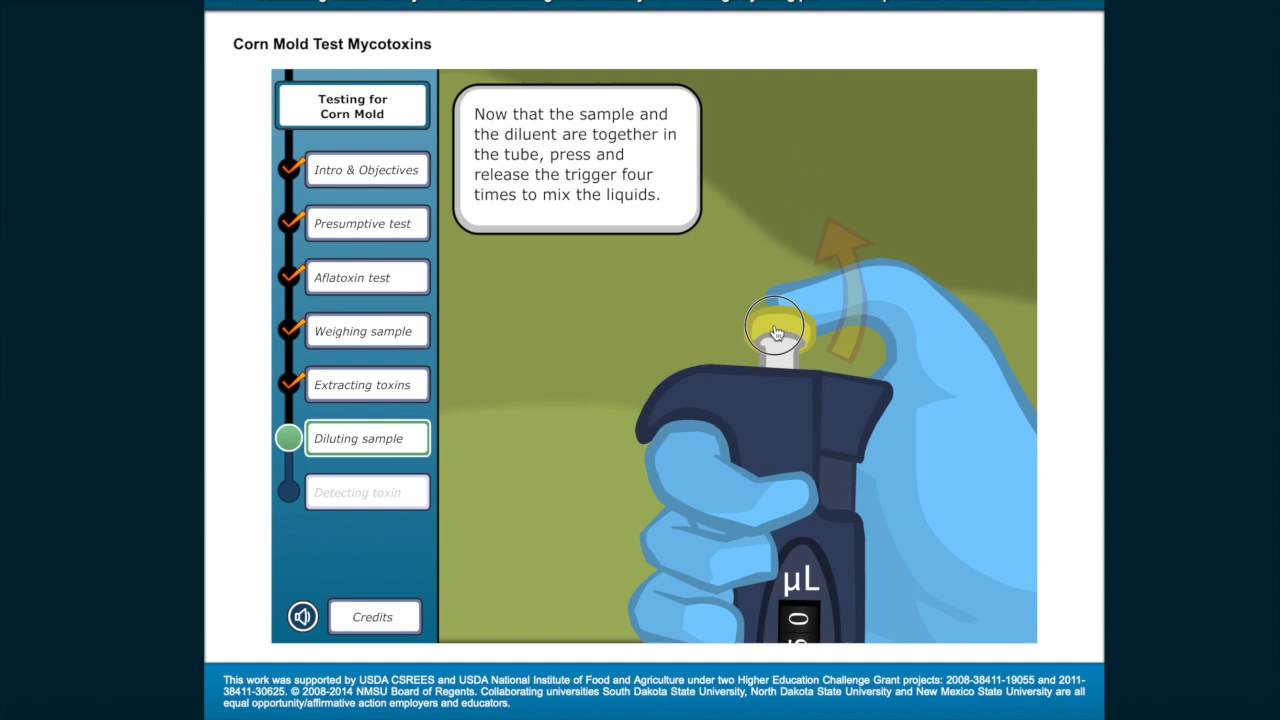 Corn Mold Test Mycotoxins
Testing for
Corn Mold
Intro & Objectives
Presumptive test
Aflatoxin test
Weighing sample
Extracting toxins
Diluting sample
Detecting toxin
Credits
Now that the sample and
the diluent are together in
the tube, press and
release the trigger four
times to mix the liquids.
µL
0
This work was supported by USDA CSREES and USDA National Institute of Food and Agriculture under two Higher Education Challenge Grant projects: 2008-38411-19055 and 2011-
38411-30625. © 2008-2014 NMSU Board of Regents. Collaborating universities South Dakota State University, North Dakota State University and New Mexico State University are all
equal opportunity/affirmative action employers and educators.